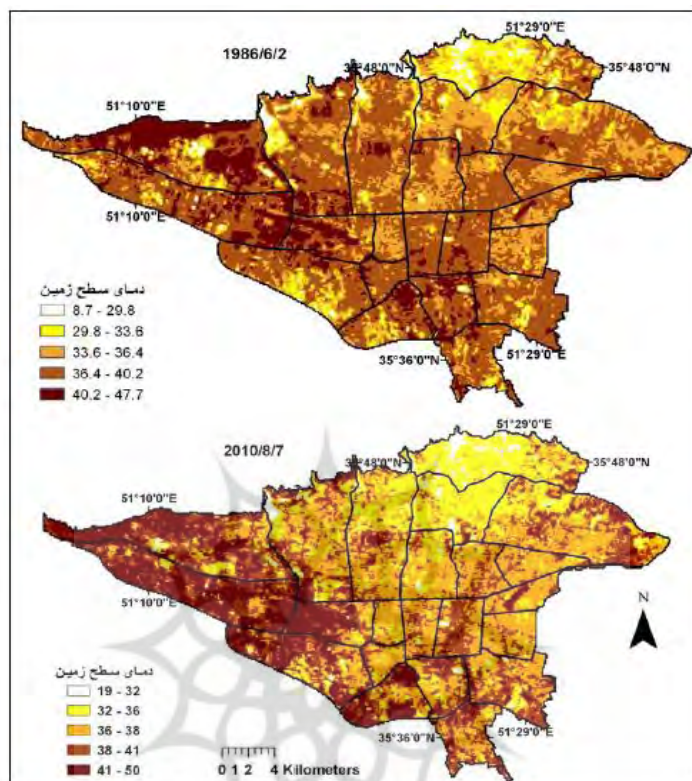 51°29'0"E
1986/6/2
35°48'0"N
35°48'0"N
51°10'0"E
51°10'0"E
دمای سطح زمین
8.7 - 29.8
29.8 - 33.6
33.6 - 36.4
36.4 - 40.2
40.2 - 47.7
35°36'0"N
51°29'0"E
51°29'0"E
2010/8/7
35°48'0"N
35°48'0"N
51°10'0"E
51°10'0"E
N
دمای سطح زمین
19 - 32
32 - 36
36 - 38
38 - 41
41 - 50
35°36'0"N
51°29'0"E
0 1 2 4 Kilometers